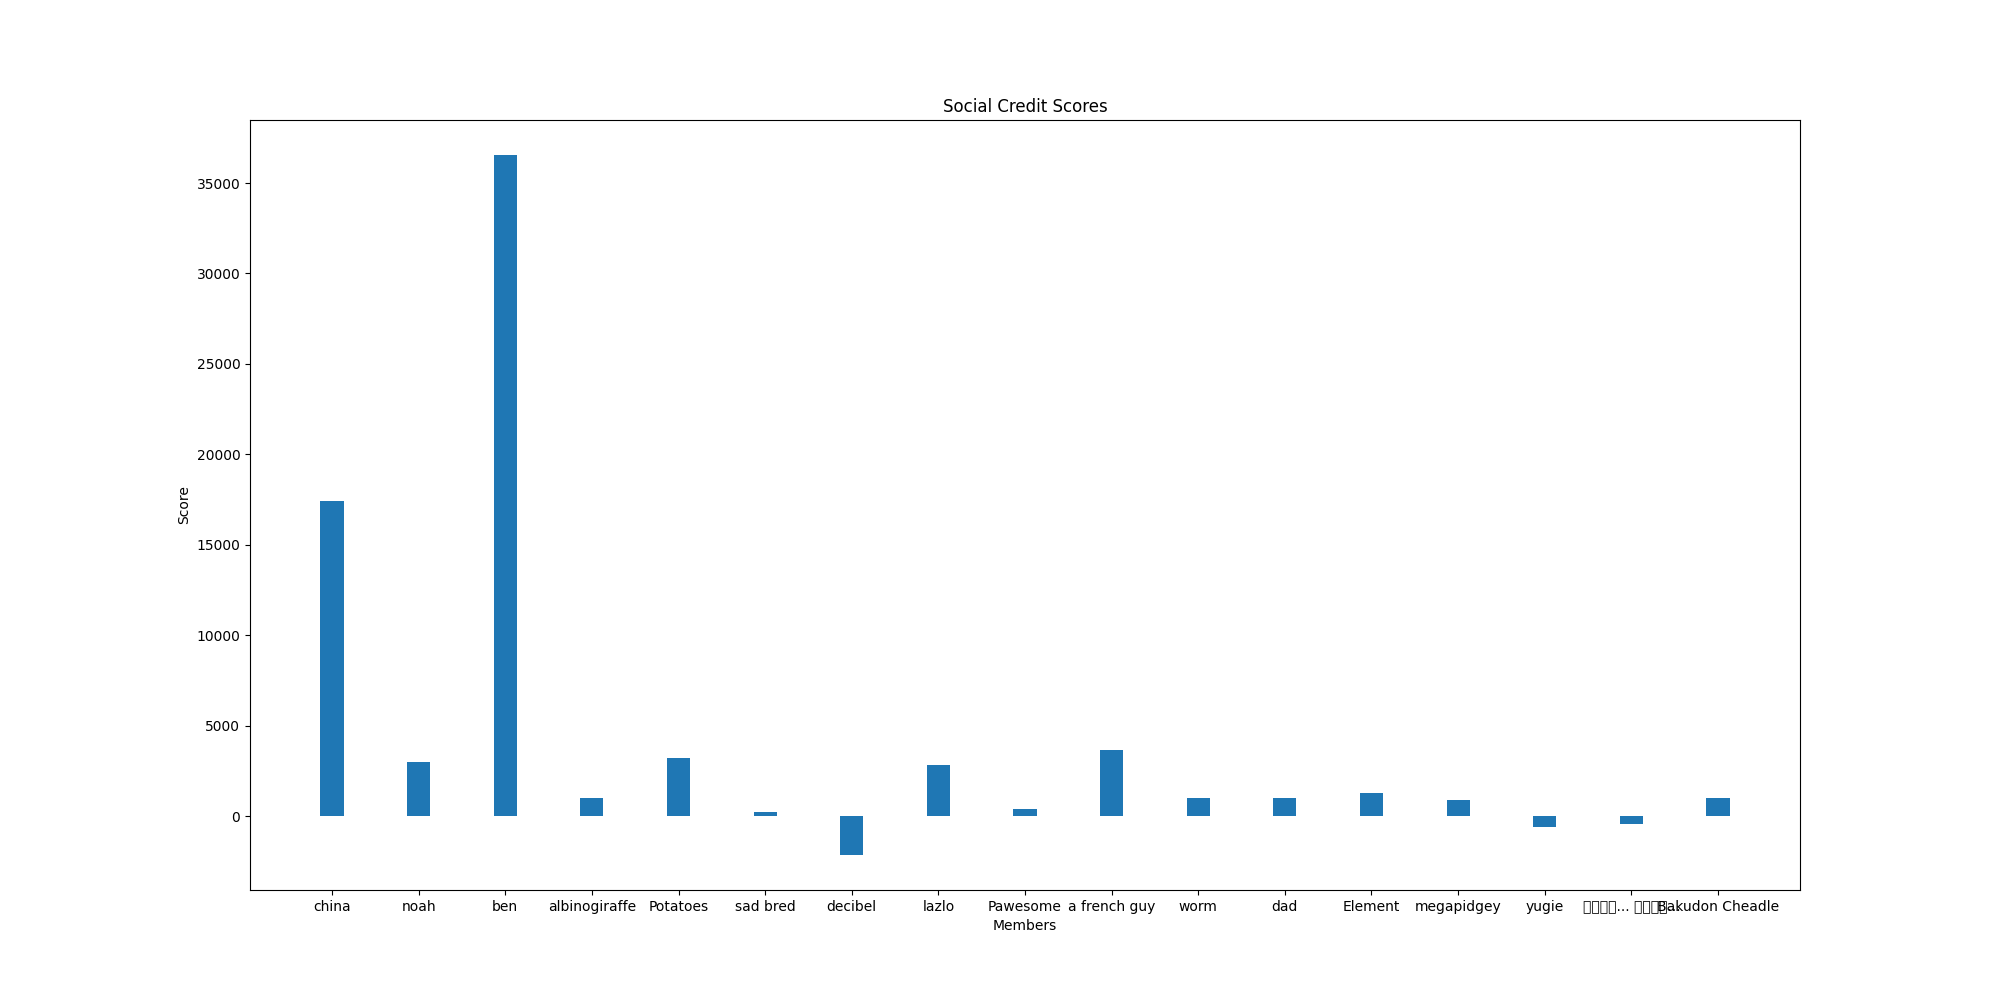 Social Credit Scores
35000
30000
25000
20000
15000
10000
5000
0
Score
china noah ben albinogiraffe Potatoes sad bred decibel lazlo Pawesome a french guy worm dad Element megapidgey yugie Bakudon Cheadle
Members